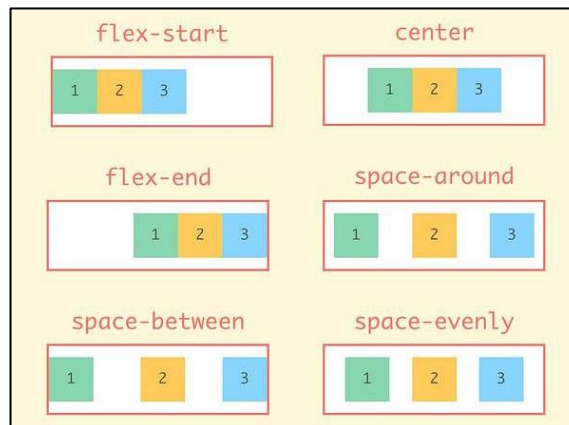 flex-start
1 2 3
center
1 2 3
flex-end
1 2 3
space-around
1 2 3
space-between
1 2 3
space-evenly
1 2 3